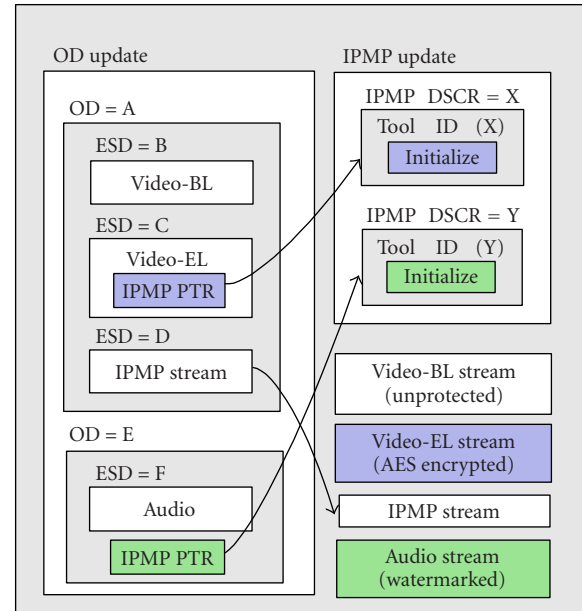 OD update
OD = A
ESD = B
Video-BL
ESD = C
Video-EL
IPMP PTR
ESD = D
IPMP stream
OD = E
ESD = F
Audio
IPMP PTR
IPMP update
IPMP DSCR = X
Tool ID (X)
Initialize
IPMP DSCR = Y
Tool ID (Y)
Initialize
Video-BL stream
(unprotected)
Video-EL stream
(AES encrypted)
IPMP stream
Audio stream
(watermarked)